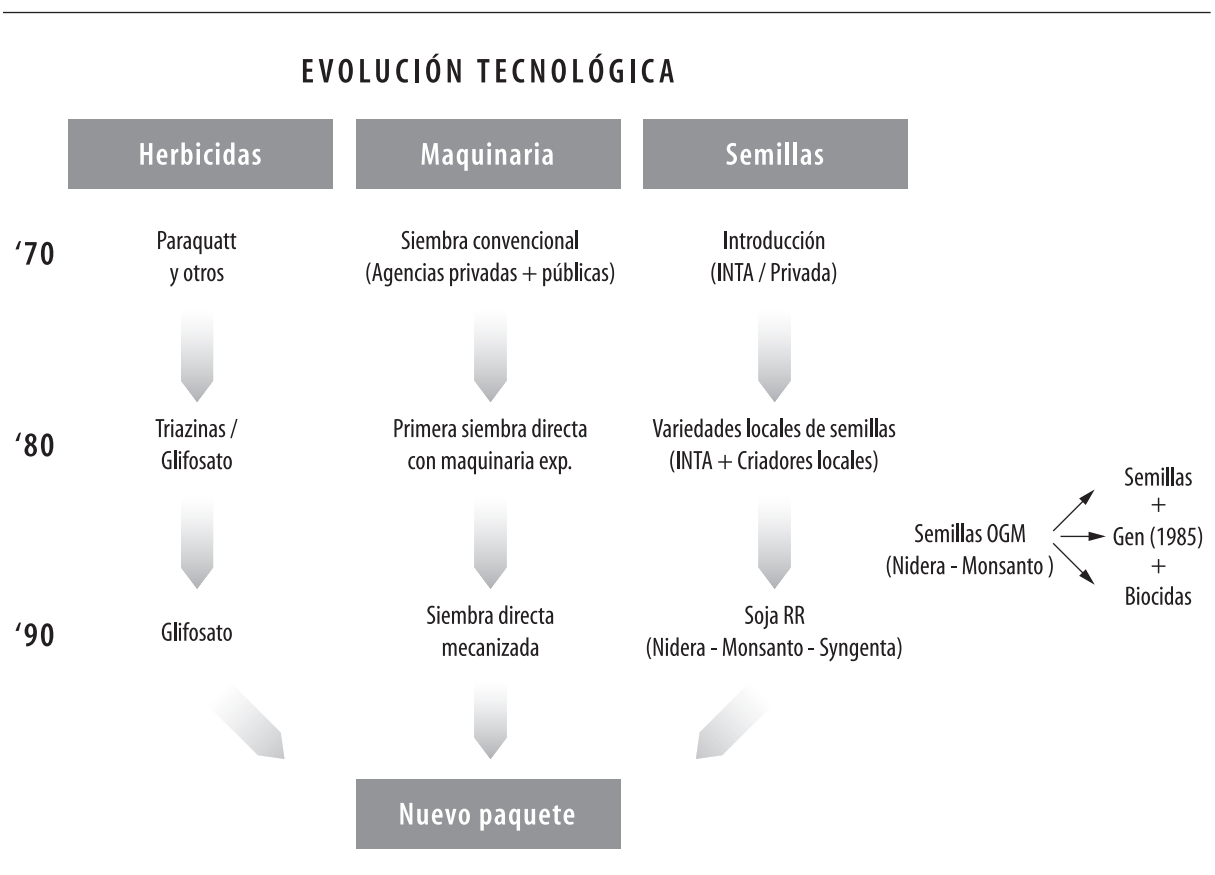 EVOLUCIÓN TECNOLÓGICA
Herbicidas
Maquinaria
Semillas
‘70
Paraquatt
y otros
Siembra convencional
(Agencias privadas + públicas)
Introducción
(INTA / Privada)
‘80
Triazinas /
Glifosato
Primera siembra directa
con maquinaria exp.
Variedades locales de semillas
(INTA + Criadores locales)
Semillas OGM
(Nidera - Monsanto )
Semillas
+
Gen (1985)
+
Biocidas
‘90
Glifosato
Siembra directa
mecanizada
Soja RR
(Nidera - Monsanto - Syngenta)
Nuevo paquete